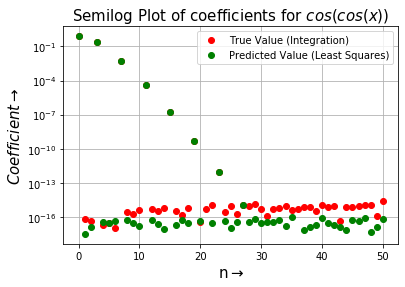 Semilog Plot of coefficients for cos(cos(x))
True Value (Integration)
Predicted Value (Least Squares)
Coefficient→
10⁻¹
10⁻⁴
10⁻⁷
10⁻¹⁰
10⁻¹³
10⁻¹⁶
0 10 20 30 40 50
n→